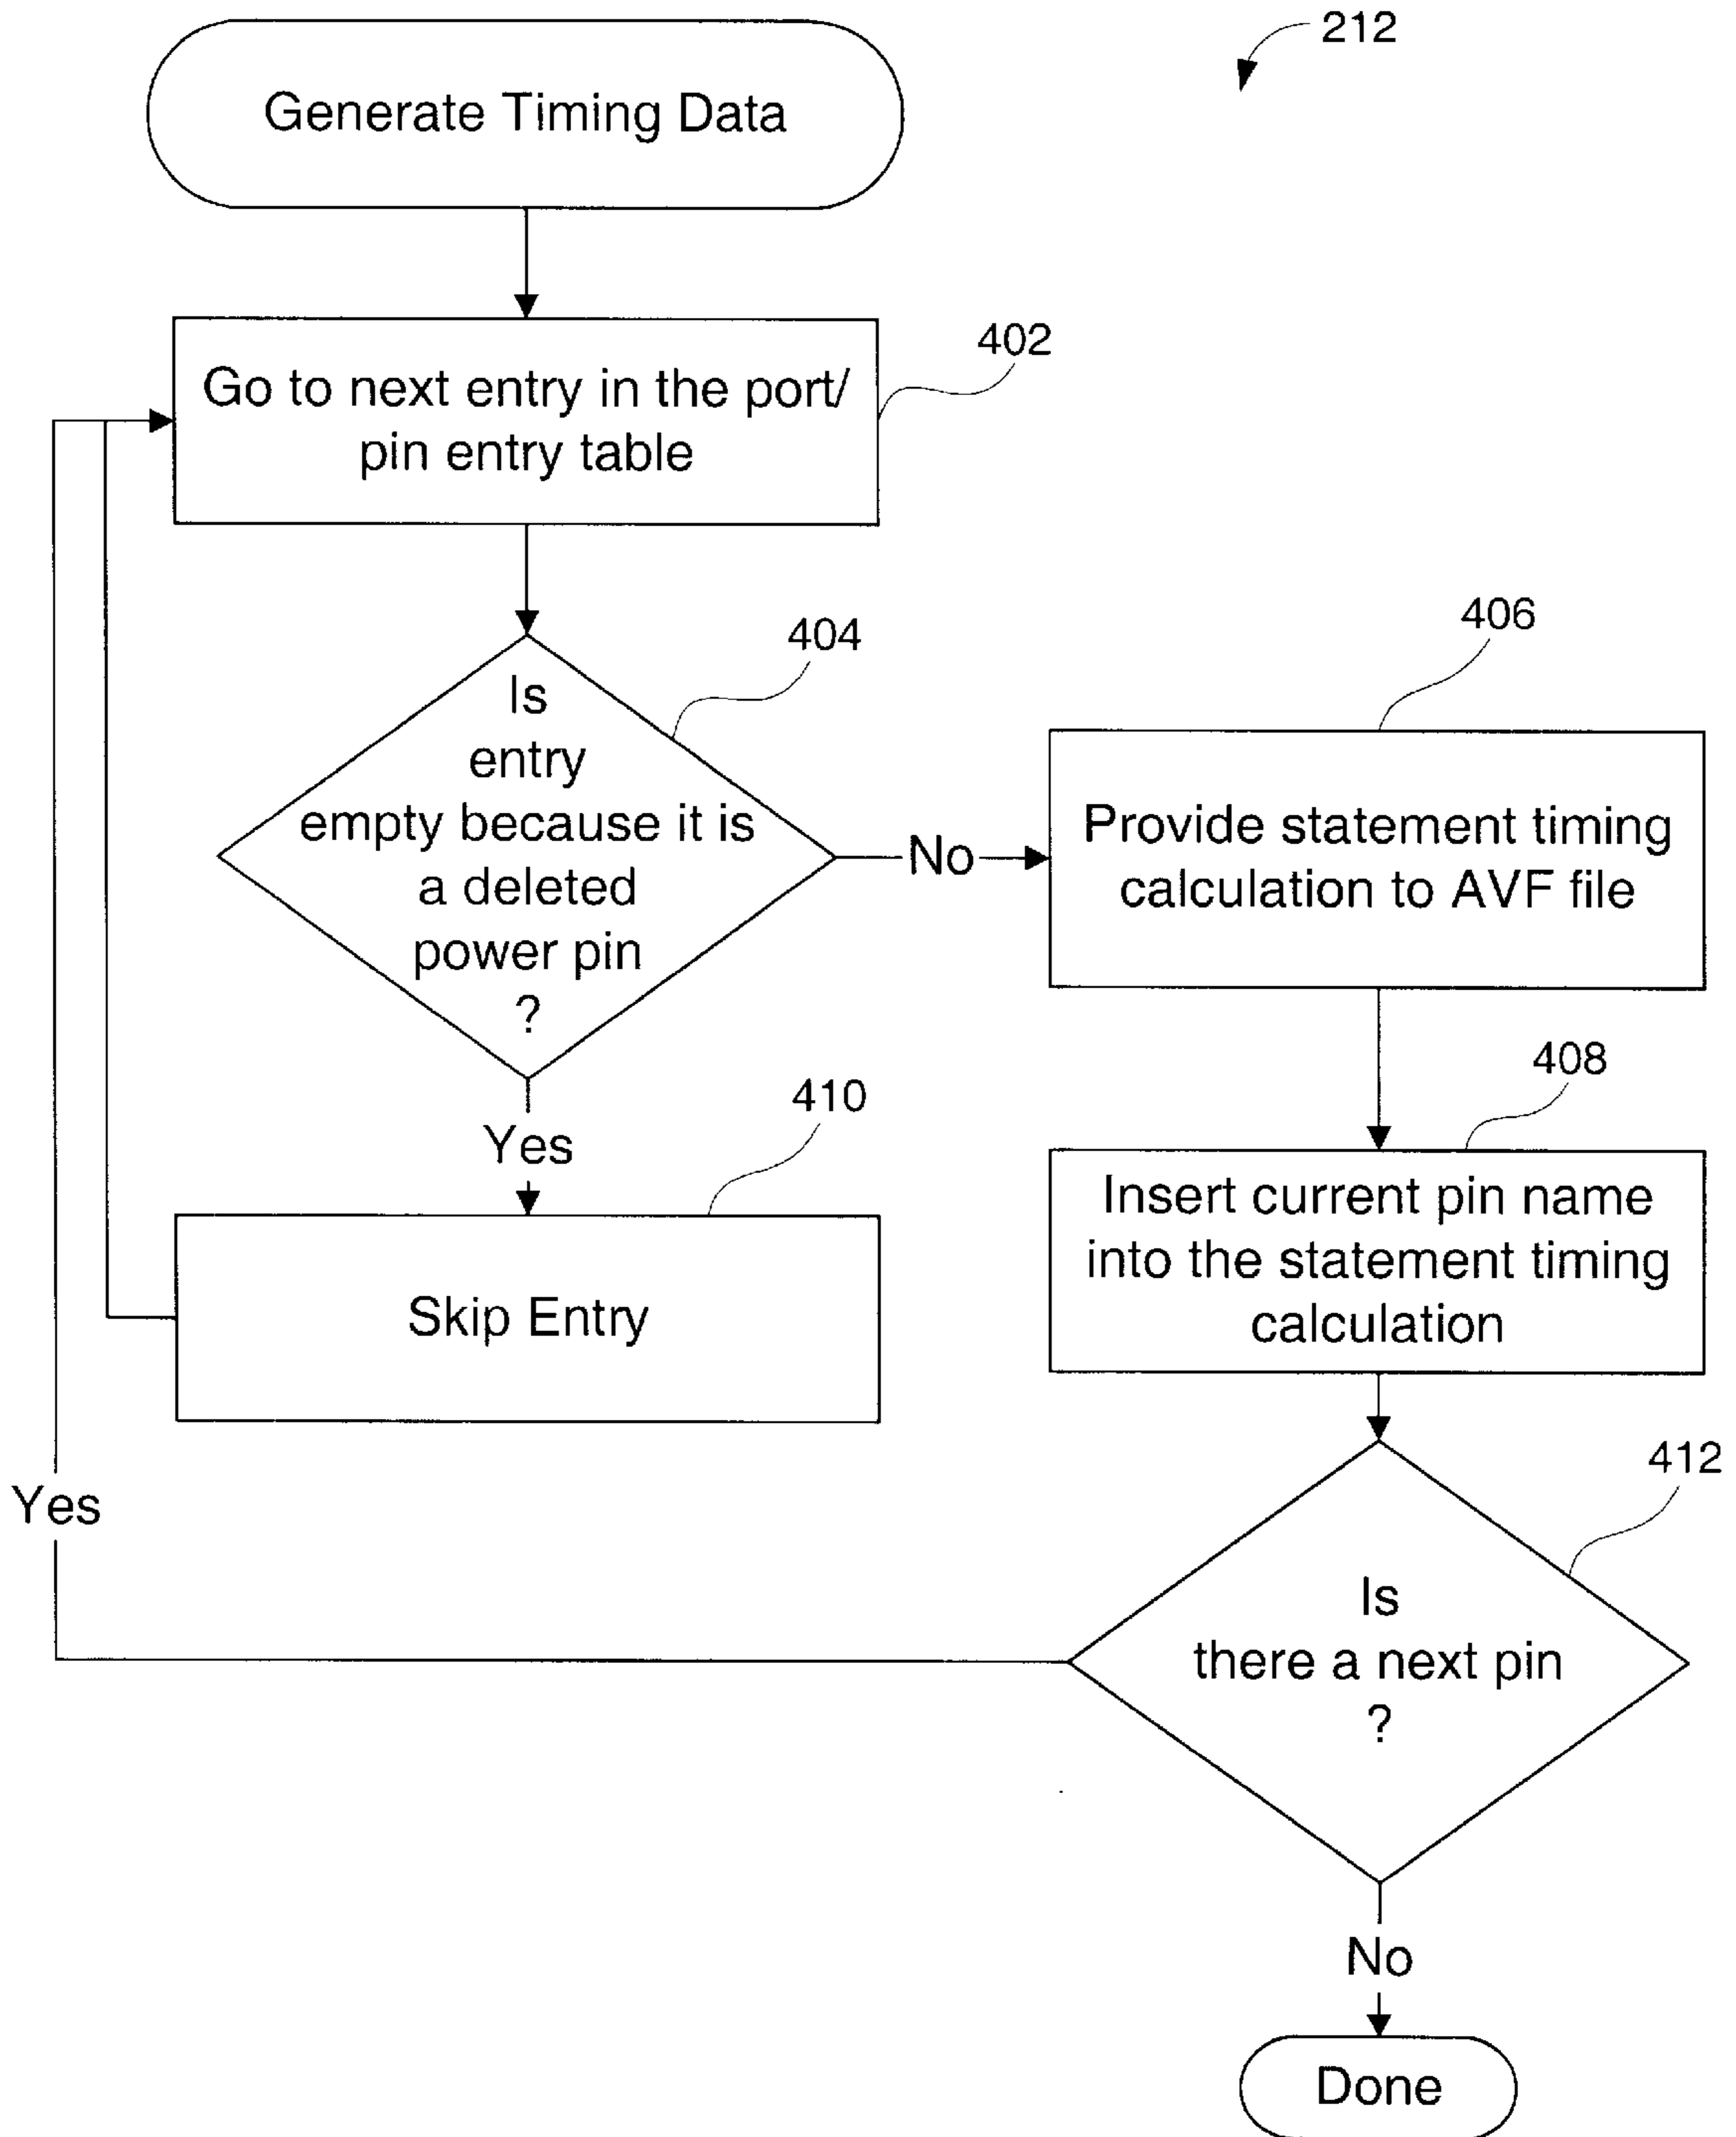 212
Generate Timing Data
402
Go to next entry in the port/
pin entry table
404
Is
entry
empty because it is
a deleted
power pin
?
No
406
Provide statement timing
calculation to AVF file
Yes
410
Skip Entry
408
Insert current pin name
into the statement timing
calculation
412
Is
there a next pin
?
Yes
No
Done